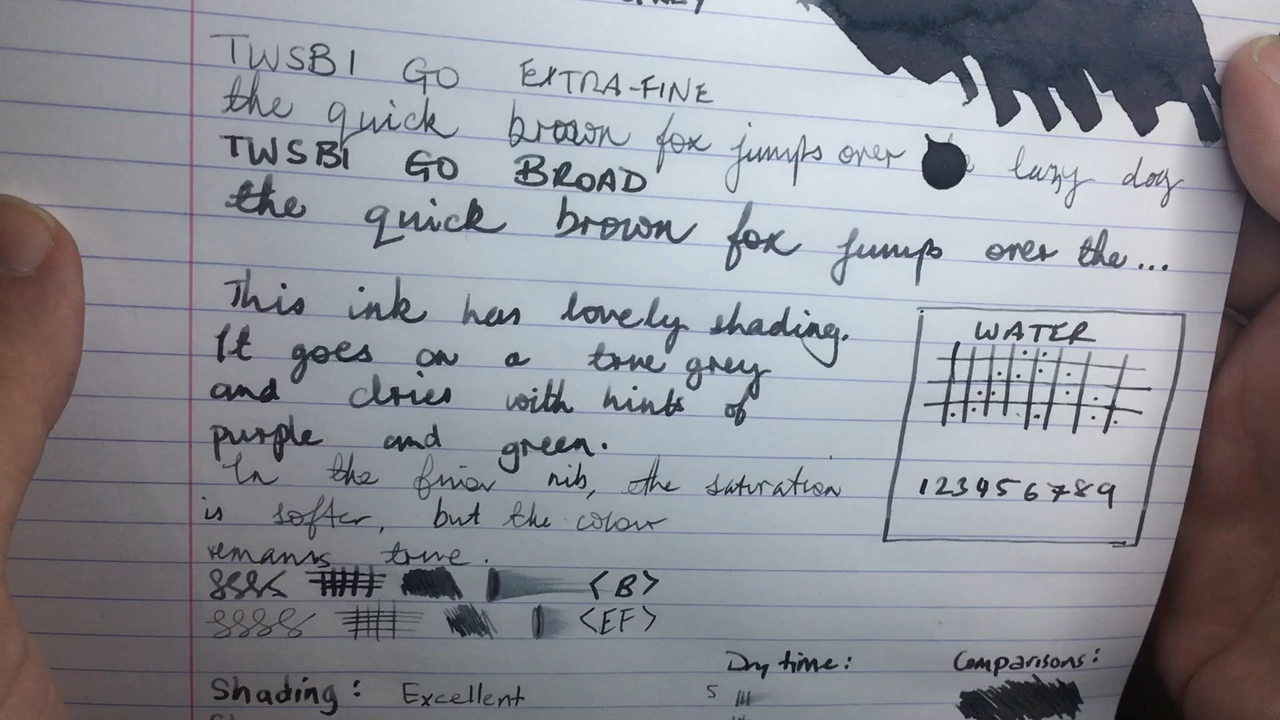 TWSBI GO EXTRA-FINE
the quick brown fox jumps over lazy dog
TWSBI GO BROAD
the quick brown fox jumps over the...
This ink has lovely shading.
It goes on a true grey
and dries with hints of
purple and green.
In the finer nib, the saturation
is softer, but the colour
remains true.
<B>
<EF>
WATER
123456789
Dry time:
Comparisons:
Shading: Excellent
5